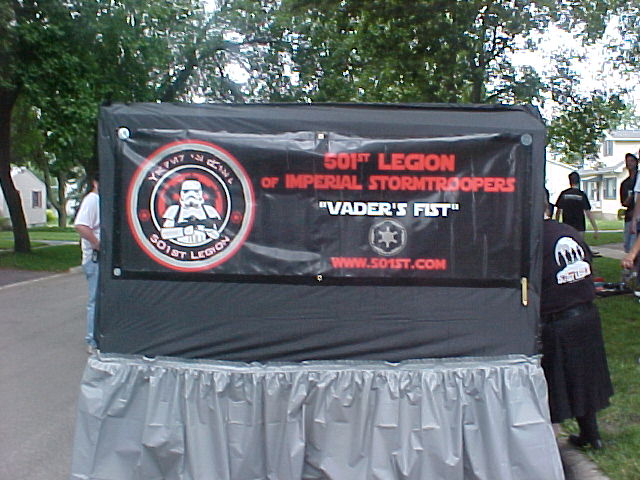 501ST LEGION
501ST LEGION
OF IMPERIAL STORMTROOPERS
"VADER'S FIST"
WWW.501ST.COM